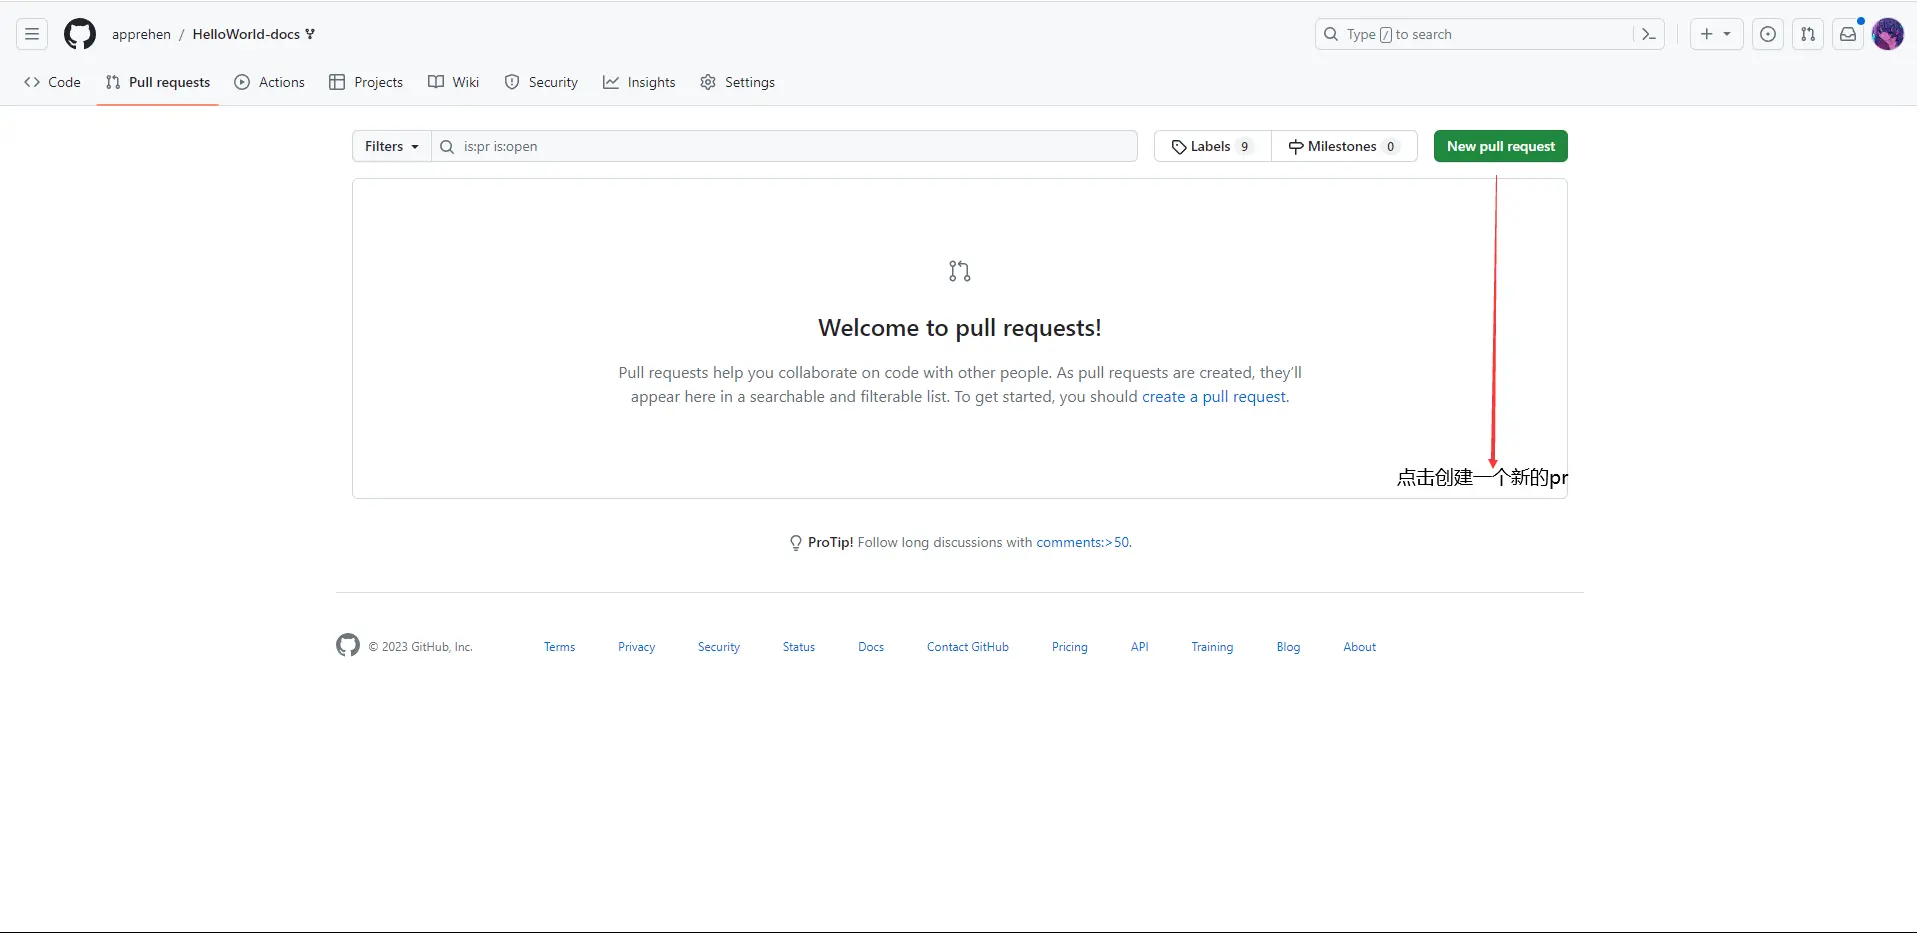 apprehen / HelloWorld-docs
Type / to search
Code
Pull requests
Actions
Projects
Wiki
Security
Insights
Settings
Filters
is:pr is:open
Labels 9
Milestones 0
New pull request
Welcome to pull requests!
Pull requests help you collaborate on code with other people. As pull requests are created, they’ll
appear here in a searchable and filterable list. To get started, you should create a pull request.
点击创建一个新的pr
ProTip! Follow long discussions with comments:>50.
© 2023 GitHub, Inc.
Terms
Privacy
Security
Status
Docs
Contact GitHub
Pricing
API
Training
Blog
About